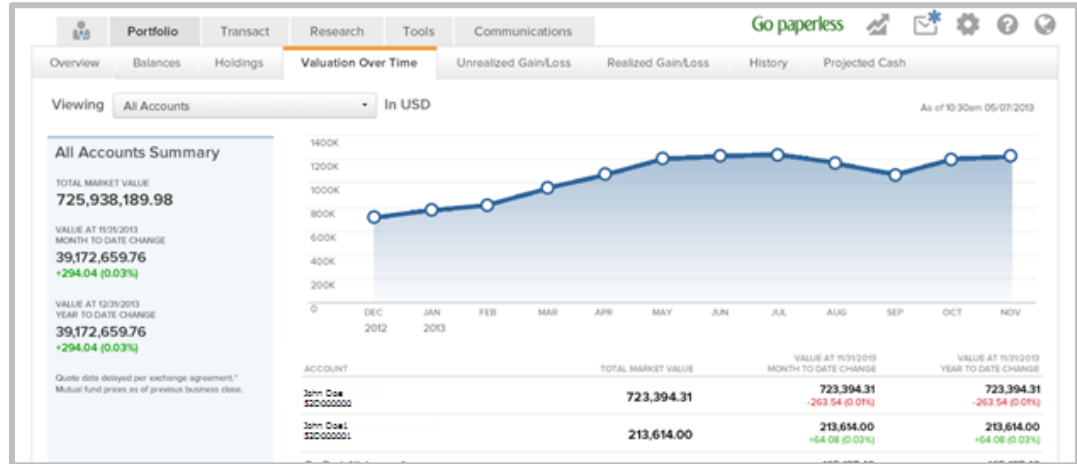 Go paperless
Portfolio Transact Research Tools Communications
Overview Balances Holdings Valuation Over Time Unrealized Gain/Loss Realized Gain/Loss History Projected Cash
Viewing All Accounts In USD
As of 10:30am 05/07/2013
All Accounts Summary
TOTAL MARKET VALUE
725,938,189.98
VALUE AT 11/31/2013
MONTH TO DATE CHANGE
39,172,659.76
+294.04 (0.03%)
VALUE AT 12/31/2013
YEAR TO DATE CHANGE
39,172,659.76
+294.04 (0.03%)
Quote data delayed per exchange agreement.*
Mutual fund prices as of previous business close.
1400K
1200K
1000K
800K
600K
400K
200K
0
DEC JAN FEB MAR APR MAY JUN JUL AUG SEP OCT NOV
2012 2013
VALUE AT 11/31/2013 VALUE AT 11/31/2013
ACCOUNT TOTAL MARKET VALUE MONTH TO DATE CHANGE YEAR TO DATE CHANGE
John Doe 723,394.31 723,394.31 723,394.31
S2D000000 -263.54 (0.01%) -263.54 (0.01%)
John Doe1 213,614.00 213,614.00 213,614.00
S2D000001 +64.08 (0.03%) +64.08 (0.03%)